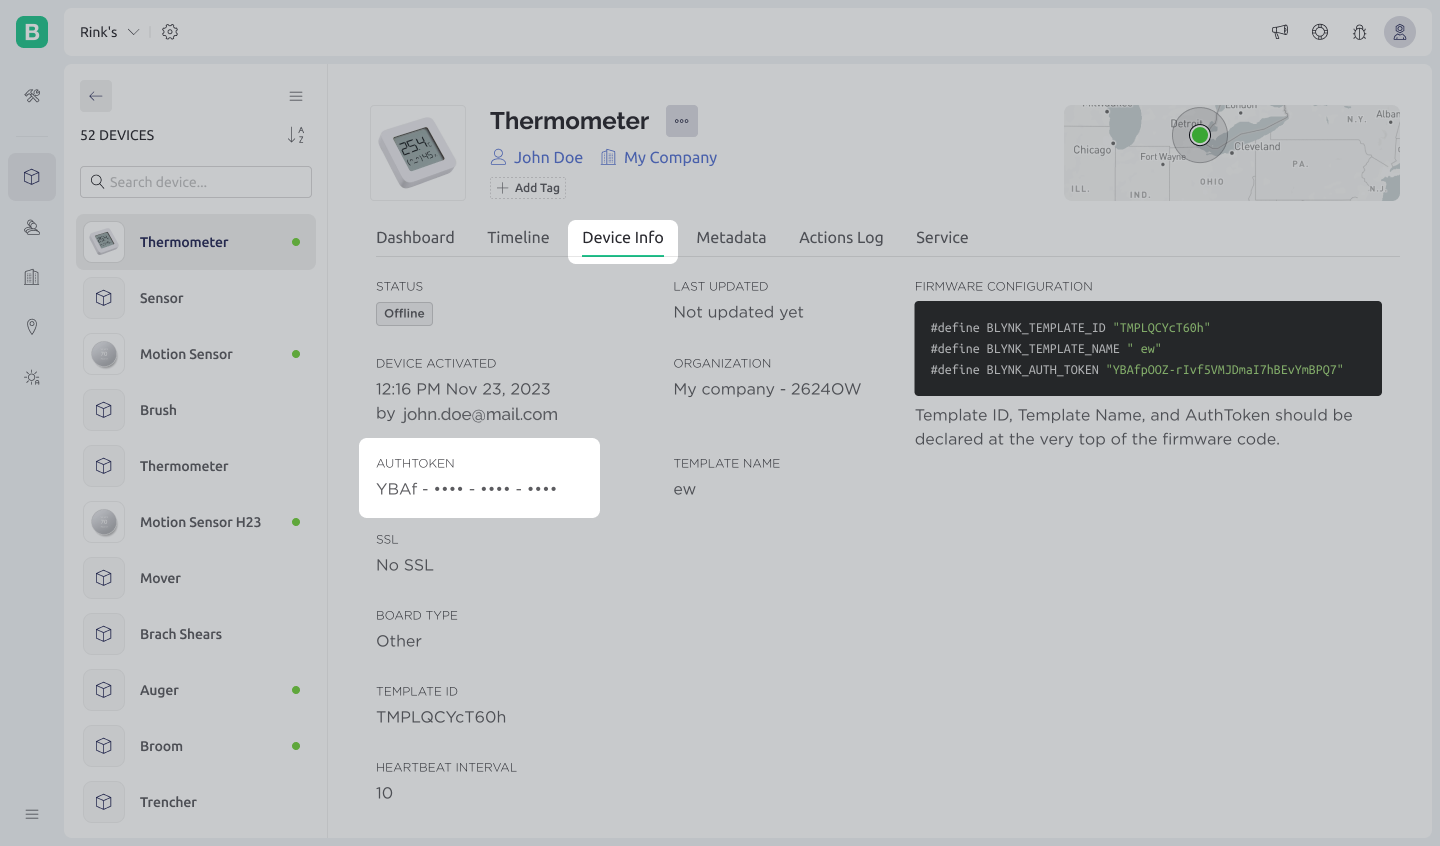 B
Rink's
52 DEVICES
A
Z
Search device...
Thermometer
Sensor
Motion Sensor
Brush
Thermometer
Motion Sensor H23
Mover
Brach Shears
Auger
Broom
Trencher
25.4
Thermometer
John Doe
My Company
Add Tag
Detroit
London
N.Y.
Chicago
Fort Wayne
Cleveland
PA.
ILL.
IND.
OHIO
N.J.
Dashboard
Timeline
Device Info
Metadata
Actions Log
Service
STATUS
Offline
LAST UPDATED
Not updated yet
FIRMWARE CONFIGURATION
#define BLYNK_TEMPLATE_ID "TMPLQCYcT60h"
#define BLYNK_TEMPLATE_NAME " ew"
#define BLYNK_AUTH_TOKEN "YBAfpOOZ-rIvf5VMJDmaI7hBEvYmBPQ7"
Template ID, Template Name, and AuthToken should be
declared at the very top of the firmware code.
DEVICE ACTIVATED
12:16 PM Nov 23, 2023
by john.doe@mail.com
ORGANIZATION
My company - 2624OW
AUTHTOKEN
YBAf - •••• - •••• - ••••
TEMPLATE NAME
ew
SSL
No SSL
BOARD TYPE
Other
TEMPLATE ID
TMPLQCYcT60h
HEARTBEAT INTERVAL
10